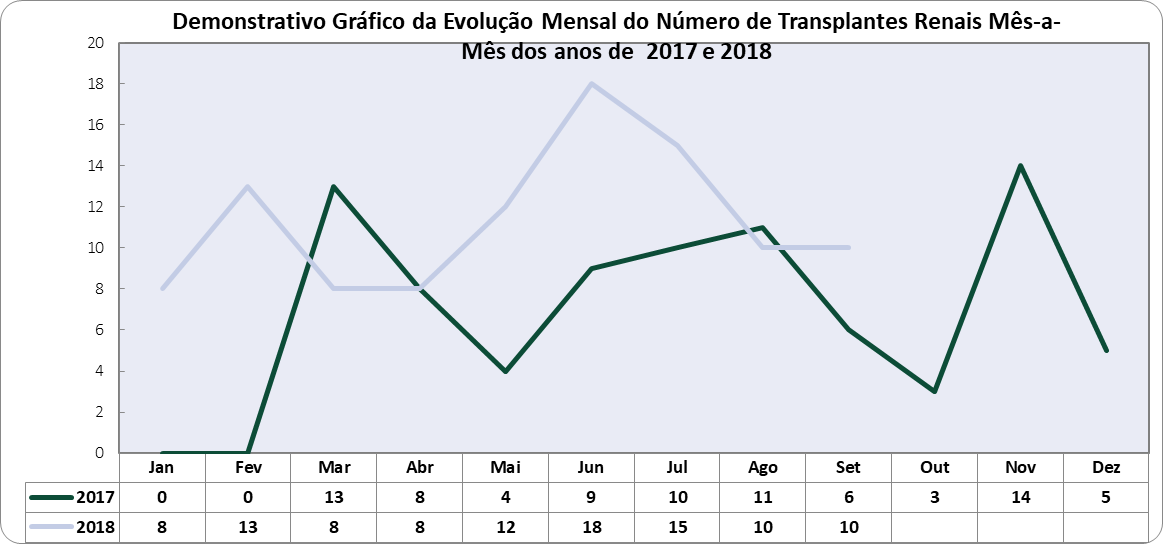 Demonstrativo Gráfico da Evolução Mensal do Número de Transplantes Renais Mês-a-
Mês dos anos de  2017 e 2018
20
18
16
14
12
10
8
6
4
2
0
Jan Fev Mar Abr Mai Jun Jul Ago Set Out Nov Dez
2017 0 0 13 8 4 9 10 11 6 3 14 5
2018 8 13 8 8 12 18 15 10 10